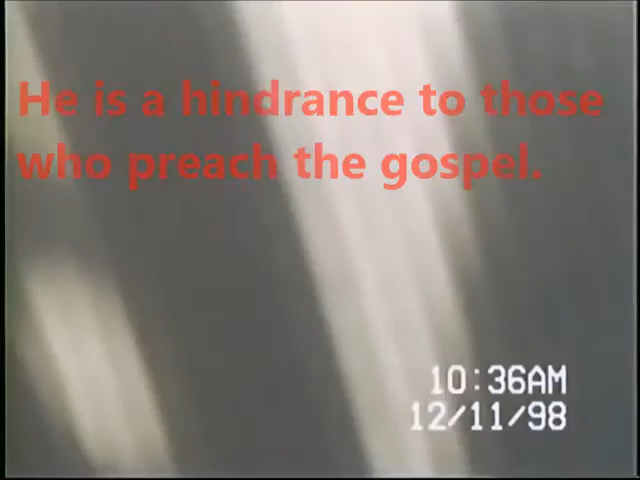 He is a hindrance to those
who preach the gospel.
10:36AM
12/11/98